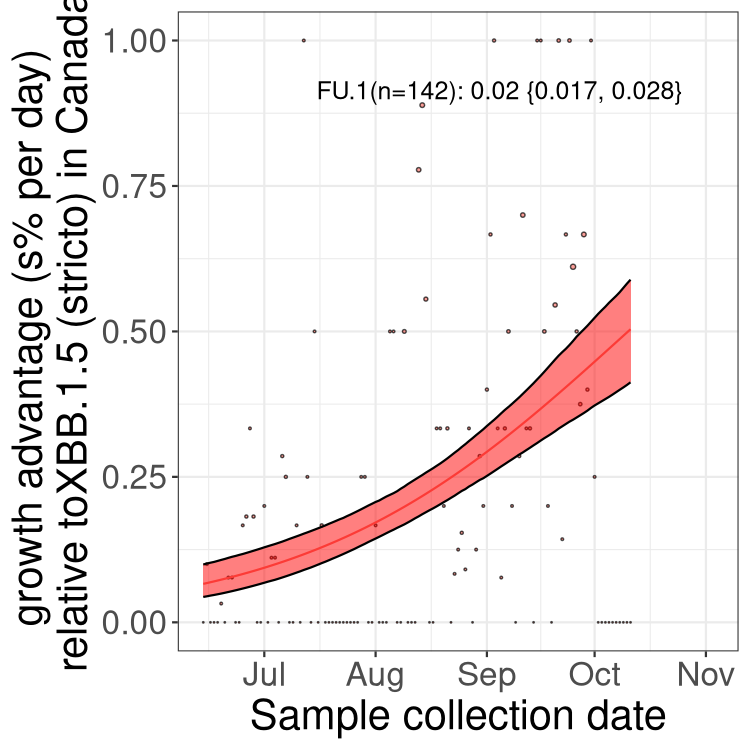 growth advantage (s% per day)
relative toXBB.1.5 (stricto) in Canada
1.00
0.75
0.50
0.25
0.00
FU.1(n=142): 0.02 {0.017, 0.028}
Jul Aug Sep Oct Nov
Sample collection date